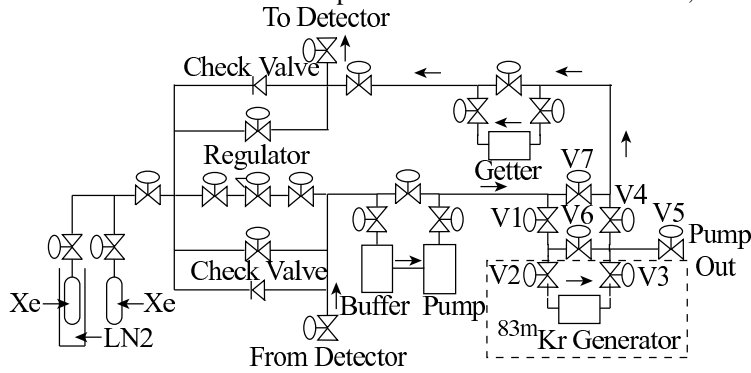 To Detector
Check Valve
Regulator
Getter
V7
V4
V1
V6
V5
Pump
Out
Check Valve
V2
V3
Xe
Xe
Buffer
Pump
LN2
83mKr Generator
From Detector